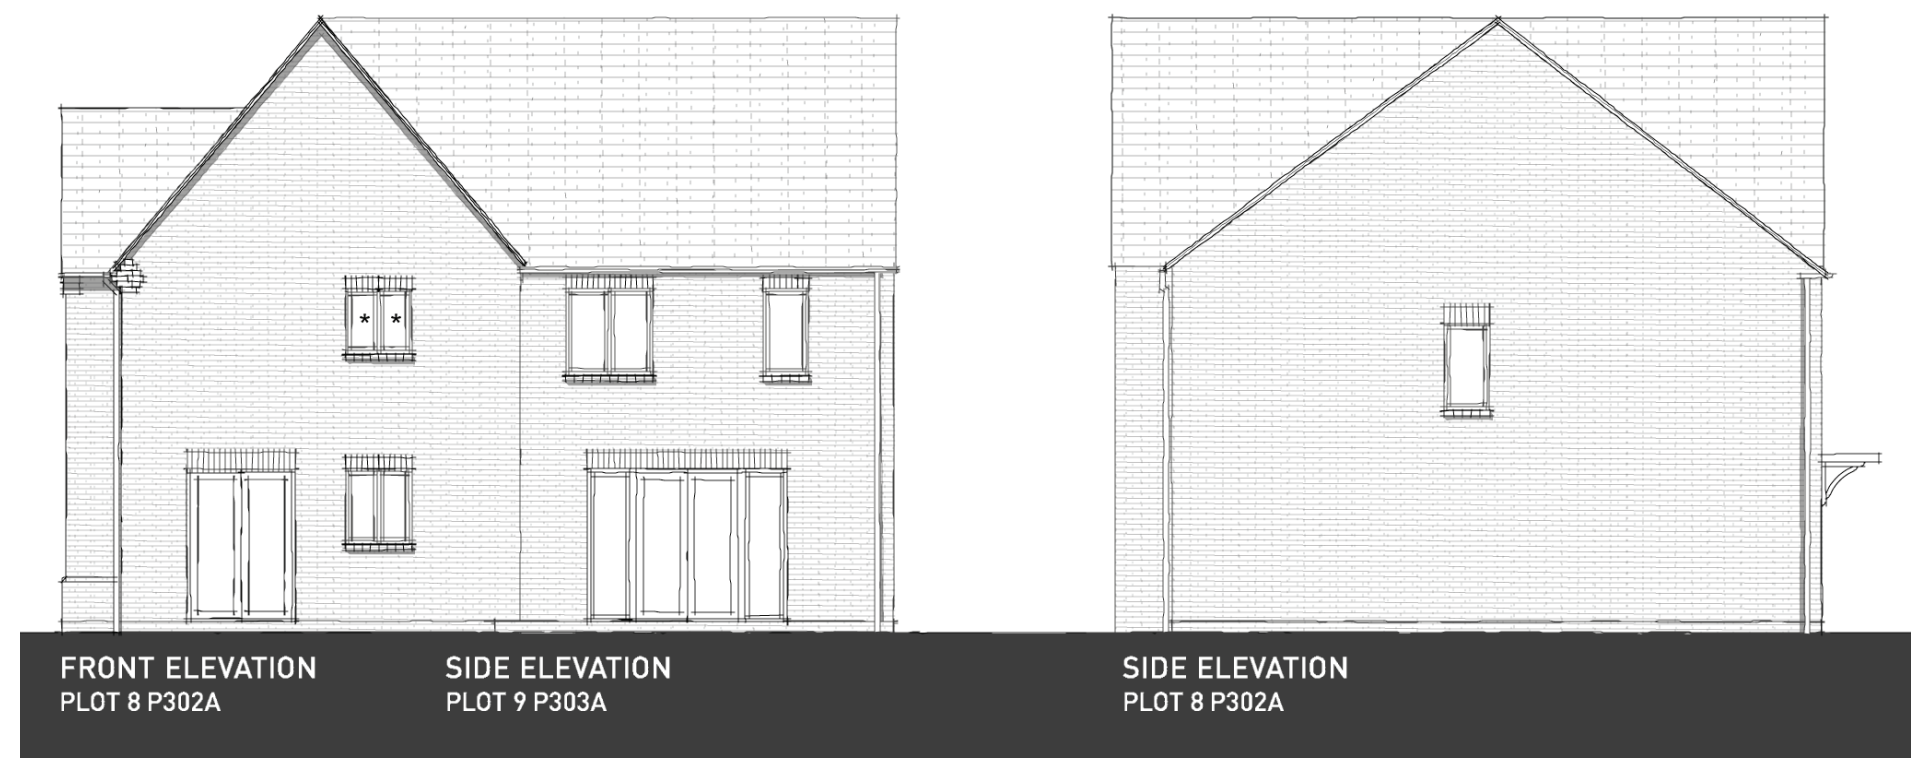 * *
FRONT ELEVATION
PLOT 8 P302A
SIDE ELEVATION
PLOT 9 P303A
SIDE ELEVATION
PLOT 8 P302A